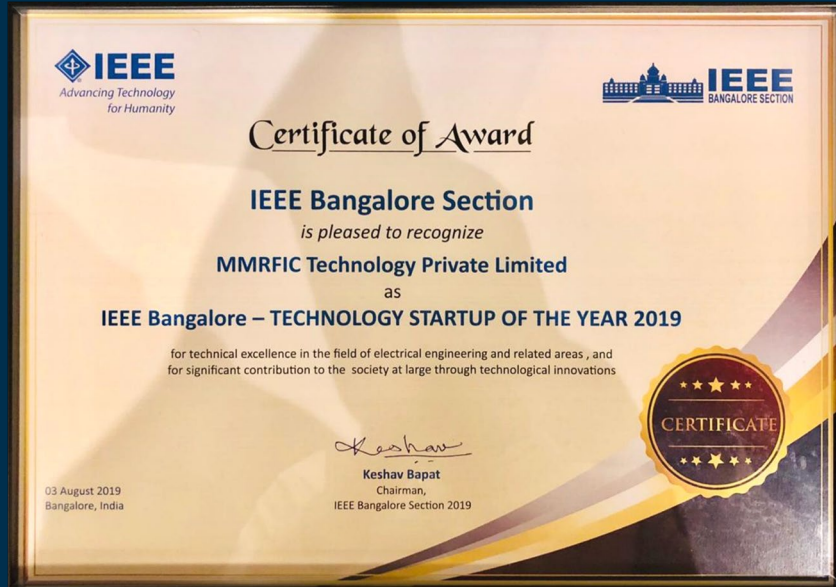 IEEE
Advancing Technology
for Humanity
IEEE
BANGALORE SECTION
Certificate of Award
IEEE Bangalore Section
is pleased to recognize
MMRFIC Technology Private Limited
as
IEEE Bangalore – TECHNOLOGY STARTUP OF THE YEAR 2019
for technical excellence in the field of electrical engineering and related areas , and
for significant contribution to the society at large through technological innovations
CERTIFICATE
Keshav
Keshav Bapat
Chairman,
IEEE Bangalore Section 2019
03 August 2019
Bangalore, India